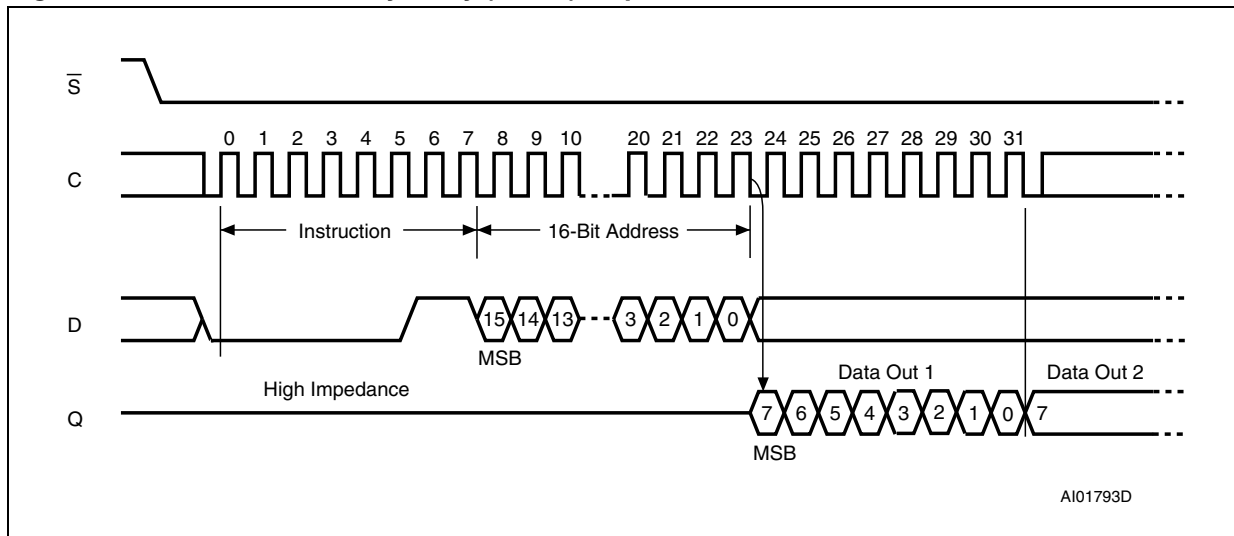 S
0 1 2 3 4 5 6 7 8 9 10 20 21 22 23 24 25 26 27 28 29 30 31
C
Instruction 16-Bit Address
D
15 14 13 3 2 1 0
MSB
High Impedance Data Out 1 Data Out 2
Q
7 6 5 4 3 2 1 0 7
MSB
AI01793D